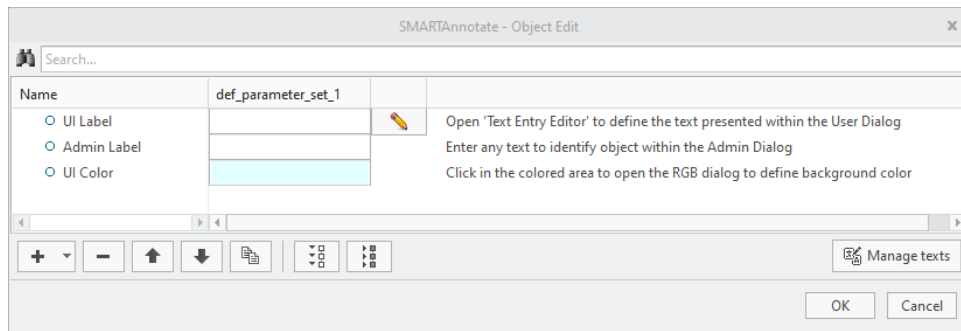 SMARTAnnotate - Object Edit
Search...
Name def_parameter_set_1
UI Label Open 'Text Entry Editor' to define the text presented within the User Dialog
Admin Label Enter any text to identify object within the Admin Dialog
UI Color Click in the colored area to open the RGB dialog to define background color
Manage texts
OK Cancel